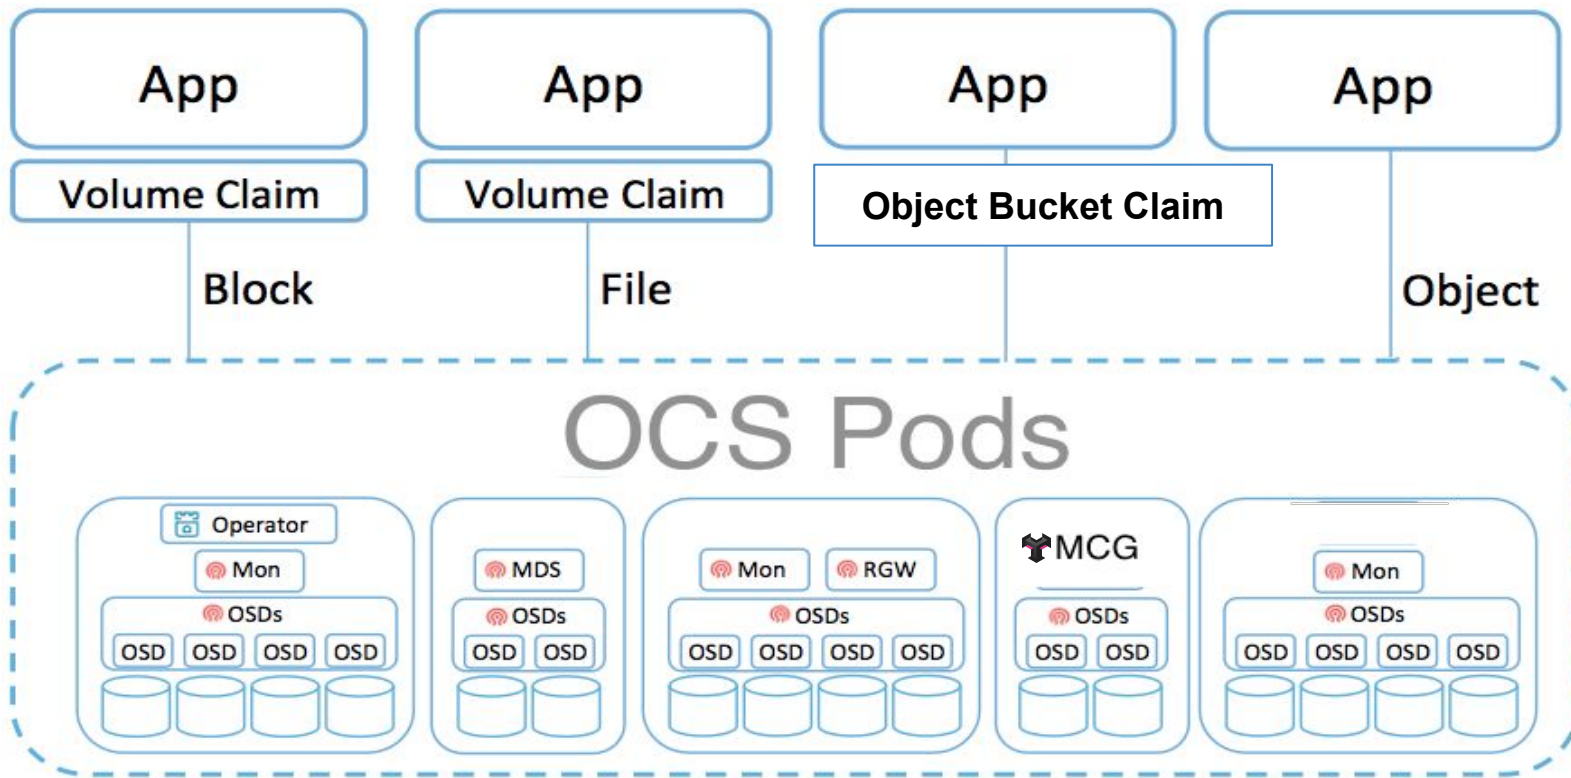 App App App App
Volume Claim Volume Claim Object Bucket Claim
Block File Object
OCS Pods
Operator
Mon
OSDs
OSD OSD OSD OSD
MDS
OSDs
OSD OSD
Mon RGW
OSDs
OSD OSD OSD OSD
MCG
OSDs
OSD OSD
Mon
OSDs
OSD OSD OSD OSD